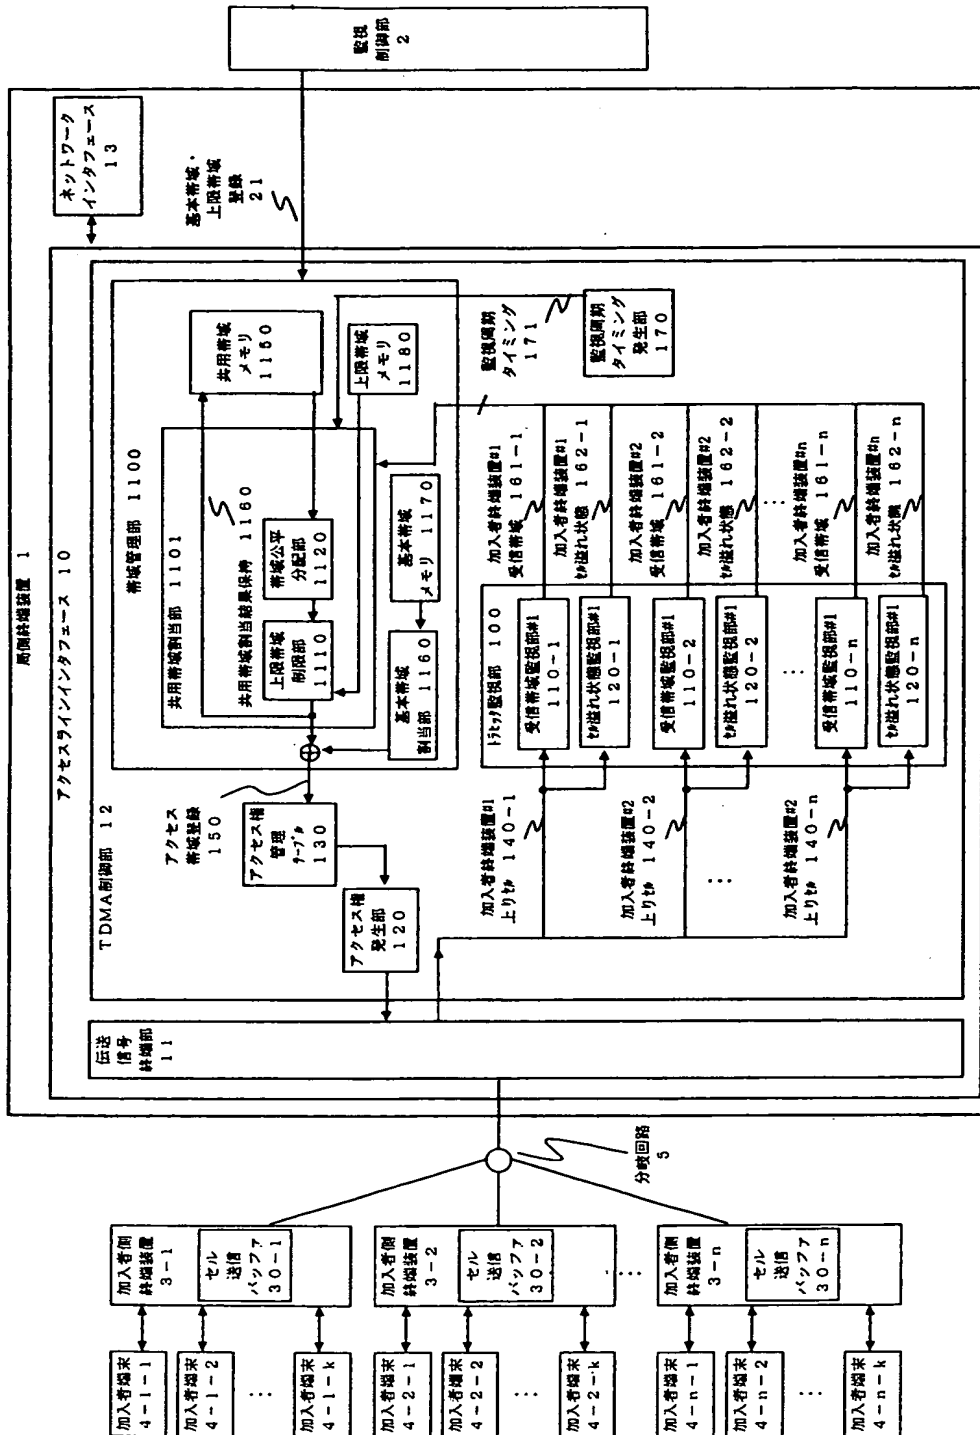 局側終端装置 1
アクセスラインインタフェース 10
ネットワーク
インタフェース
13
監視
制御部
2
基本帯域・
上限帯域
登録
21
TDMA制御部 12
帯域管理部 1100
共用帯域割当部 1101
共用帯域割当結果保持 1160
共用帯域
メモリ
1150
上限帯域
メモリ
1180
帯域公平
分配部
1120
上限帯域
制限部
1110
基本帯域
メモリ 1170
基本帯域
割当部 1160
アクセス
帯域登録
150
アクセス権
管理
テーブル
130
アクセス権
発生部
120
監視周期
タイミング
171
監視周期
タイミング
発生部
170
トラヒック監視部 100
受信帯域監視部#1
110-1
セル溢れ状態監視部#1
120-1
受信帯域監視部#1
110-2
セル溢れ状態監視部#1
120-2
⋮
受信帯域監視部#1
110-n
セル溢れ状態監視部#1
120-n
加入者終端装置#1
受信帯域 161-1
加入者終端装置#1
セル溢れ状態 162-1
加入者終端装置#2
受信帯域 161-2
加入者終端装置#2
セル溢れ状態 162-2
⋮
加入者終端装置#n
受信帯域 161-n
加入者終端装置#n
セル溢れ状態 162-n
加入者終端装置#1
上りセル 140-1
加入者終端装置#2
上りセル 140-2
⋮
加入者終端装置#2
上りセル 140-n
伝送
信号
終端部
11
分岐回路
5
加入者側
終端装置
3-1
セル
送信
バッファ
30-1
加入者側
終端装置
3-2
セル
送信
バッファ
30-2
⋮
加入者側
終端装置
3-n
セル
送信
バッファ
30-n
加入者端末
4-1-1
加入者端末
4-1-2
⋮
加入者端末
4-1-k
加入者端末
4-2-1
加入者端末
4-2-2
⋮
加入者端末
4-2-k
加入者端末
4-n-1
加入者端末
4-n-2
⋮
加入者端末
4-n-k